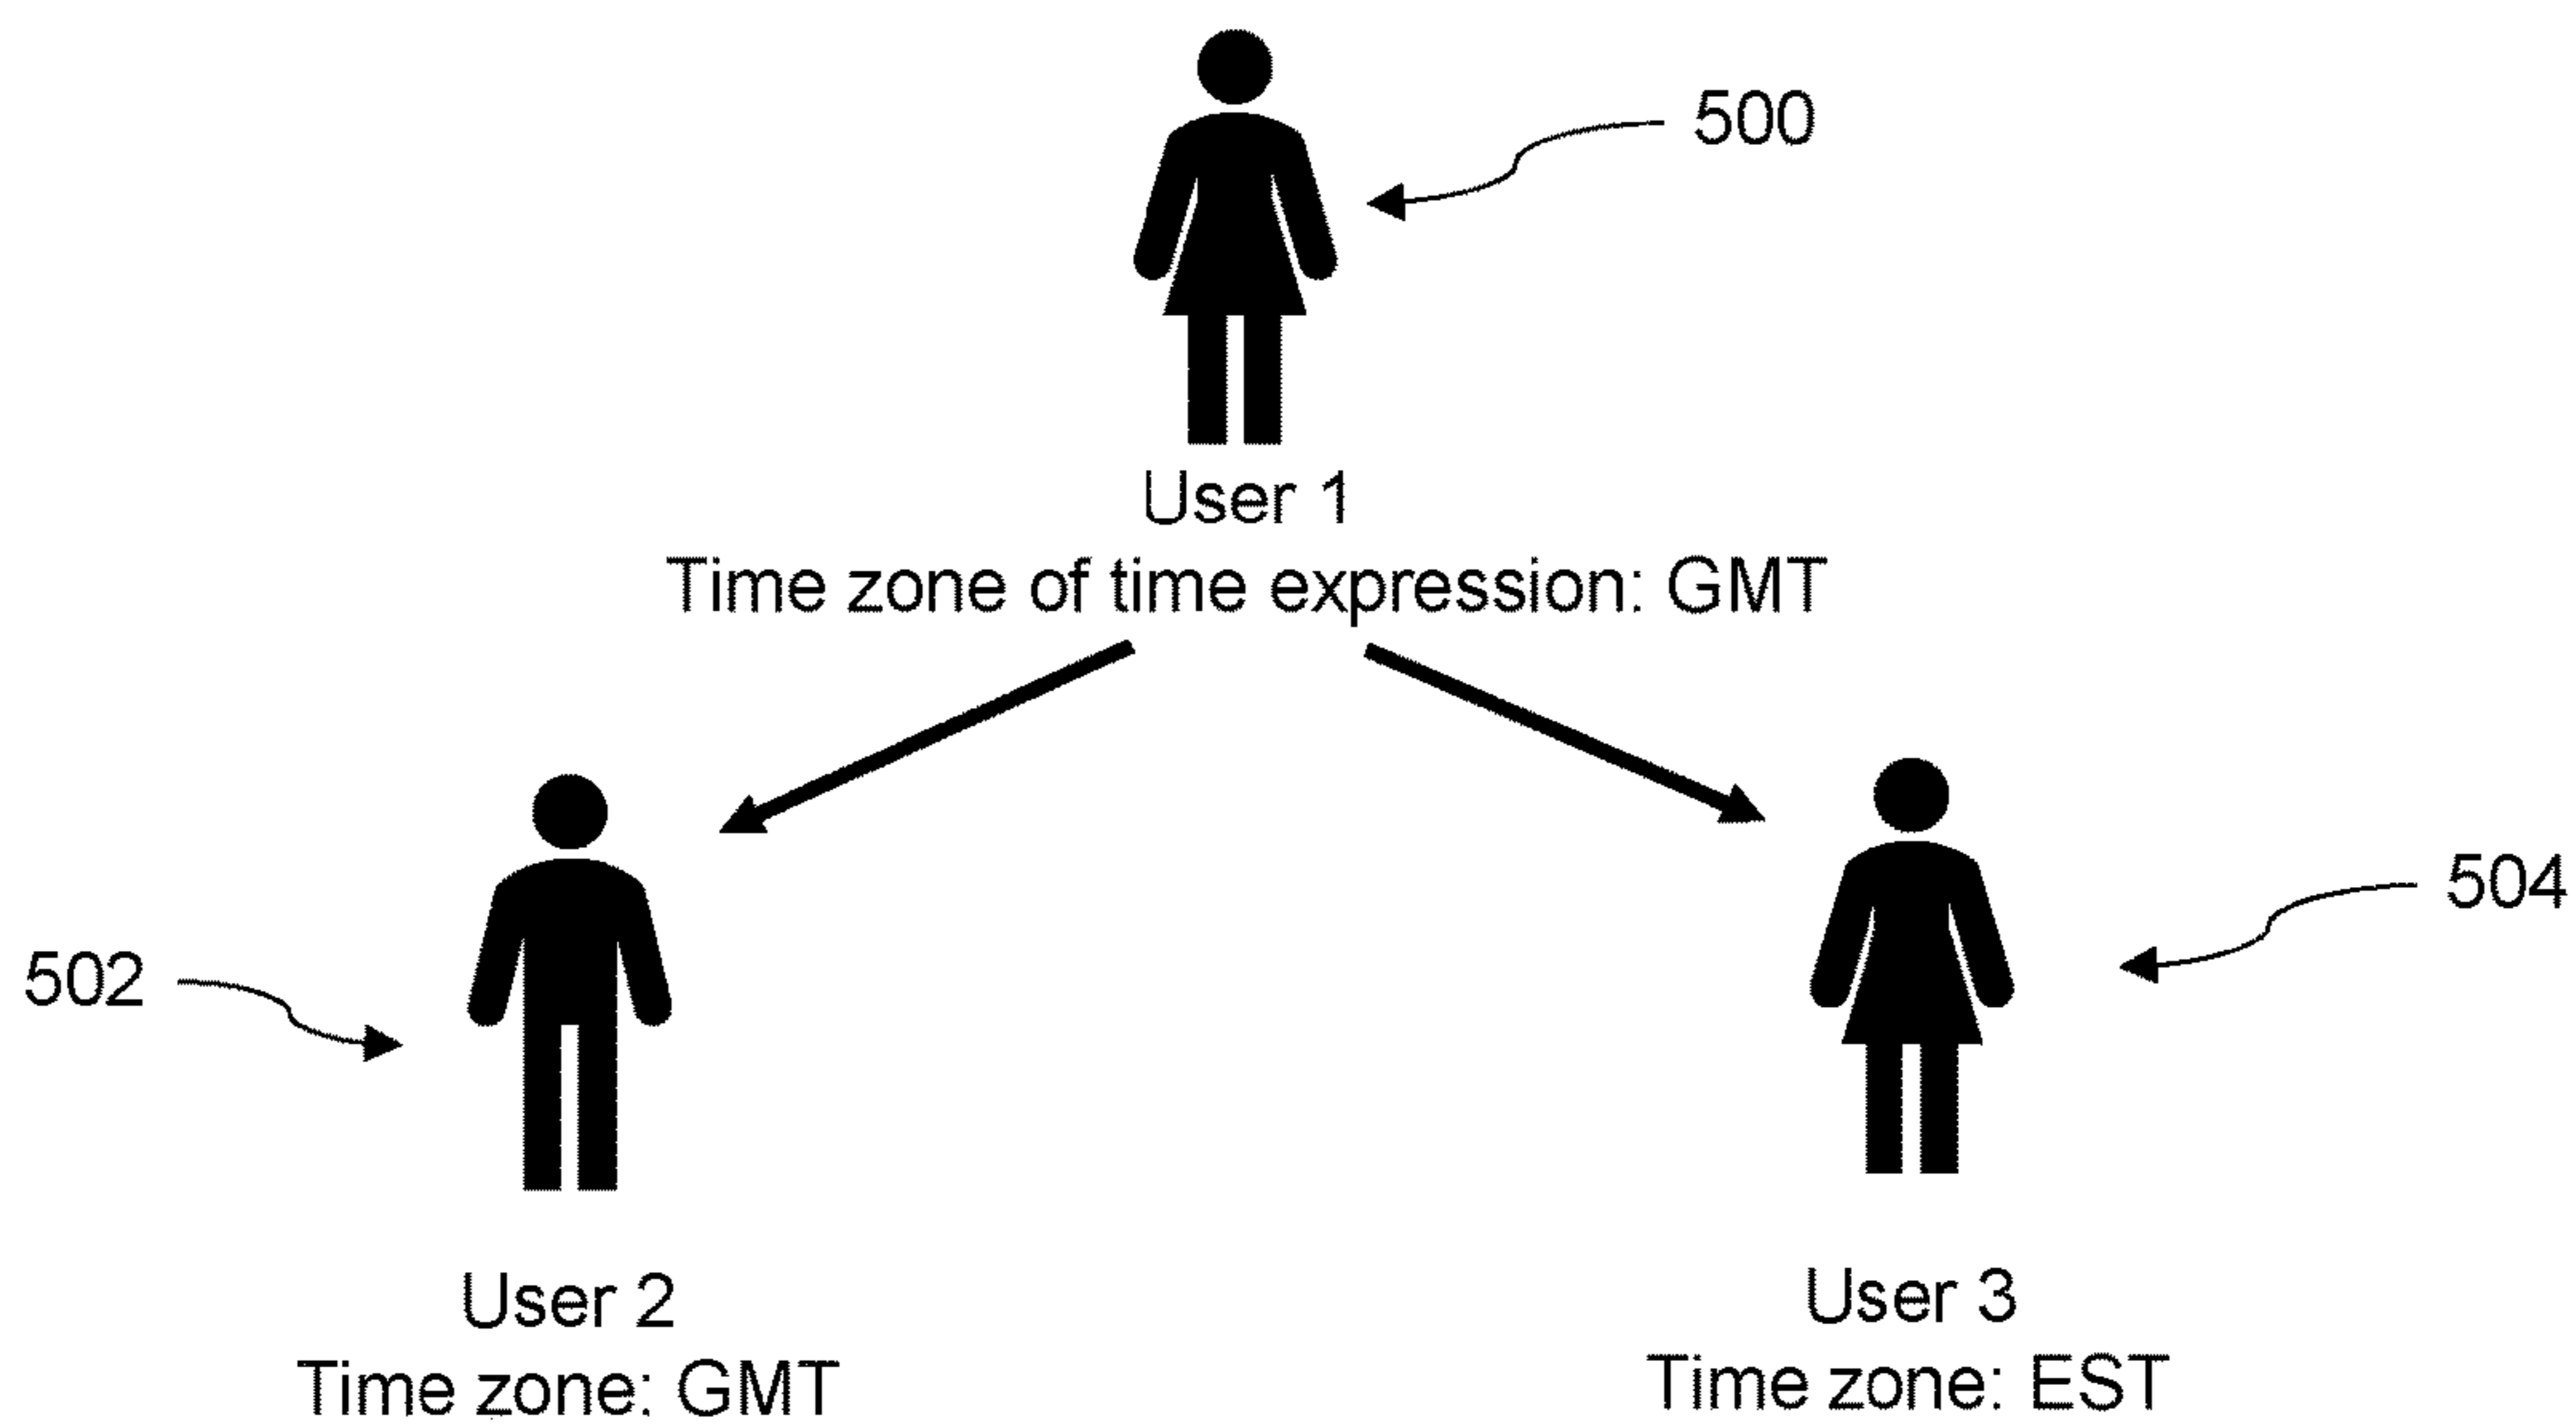 500
User 1
Time zone of time expression: GMT
504
502
User 2
Time zone: GMT
User 3
Time zone: EST